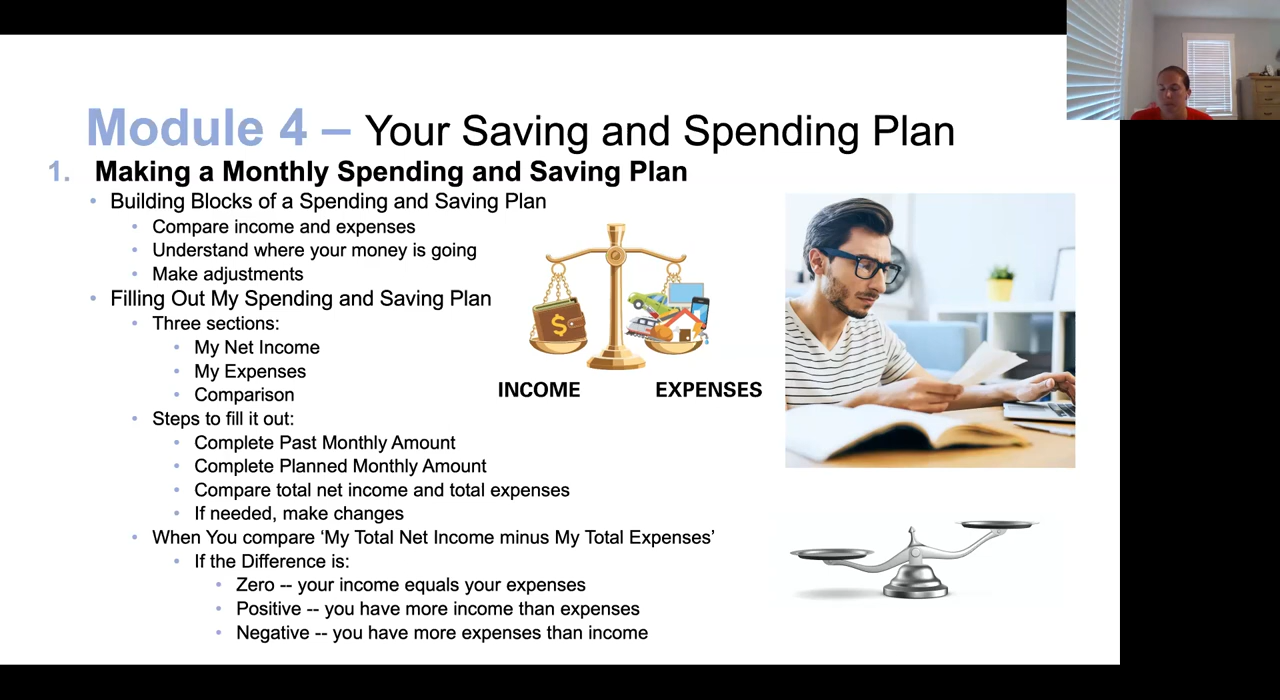 Module 4 – Your Saving and Spending Plan
1. Making a Monthly Spending and Saving Plan
• Building Blocks of a Spending and Saving Plan
• Compare income and expenses
• Understand where your money is going
• Make adjustments
• Filling Out My Spending and Saving Plan
• Three sections:
• My Net Income
• My Expenses
• Comparison
$
INCOME EXPENSES
• Steps to fill it out:
• Complete Past Monthly Amount
• Complete Planned Monthly Amount
• Compare total net income and total expenses
• If needed, make changes
• When You compare ‘My Total Net Income minus My Total Expenses’
• If the Difference is:
• Zero -- your income equals your expenses
• Positive -- you have more income than expenses
• Negative -- you have more expenses than income